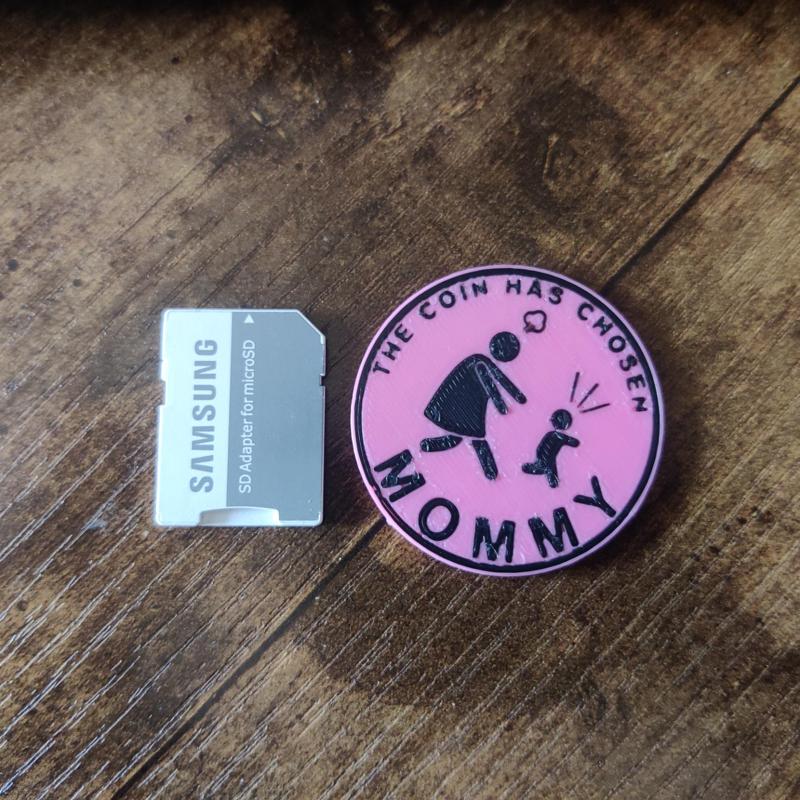 SAMSUNG
SD Adapter for microSD
THE COIN HAS CHOSEN
MOMMY